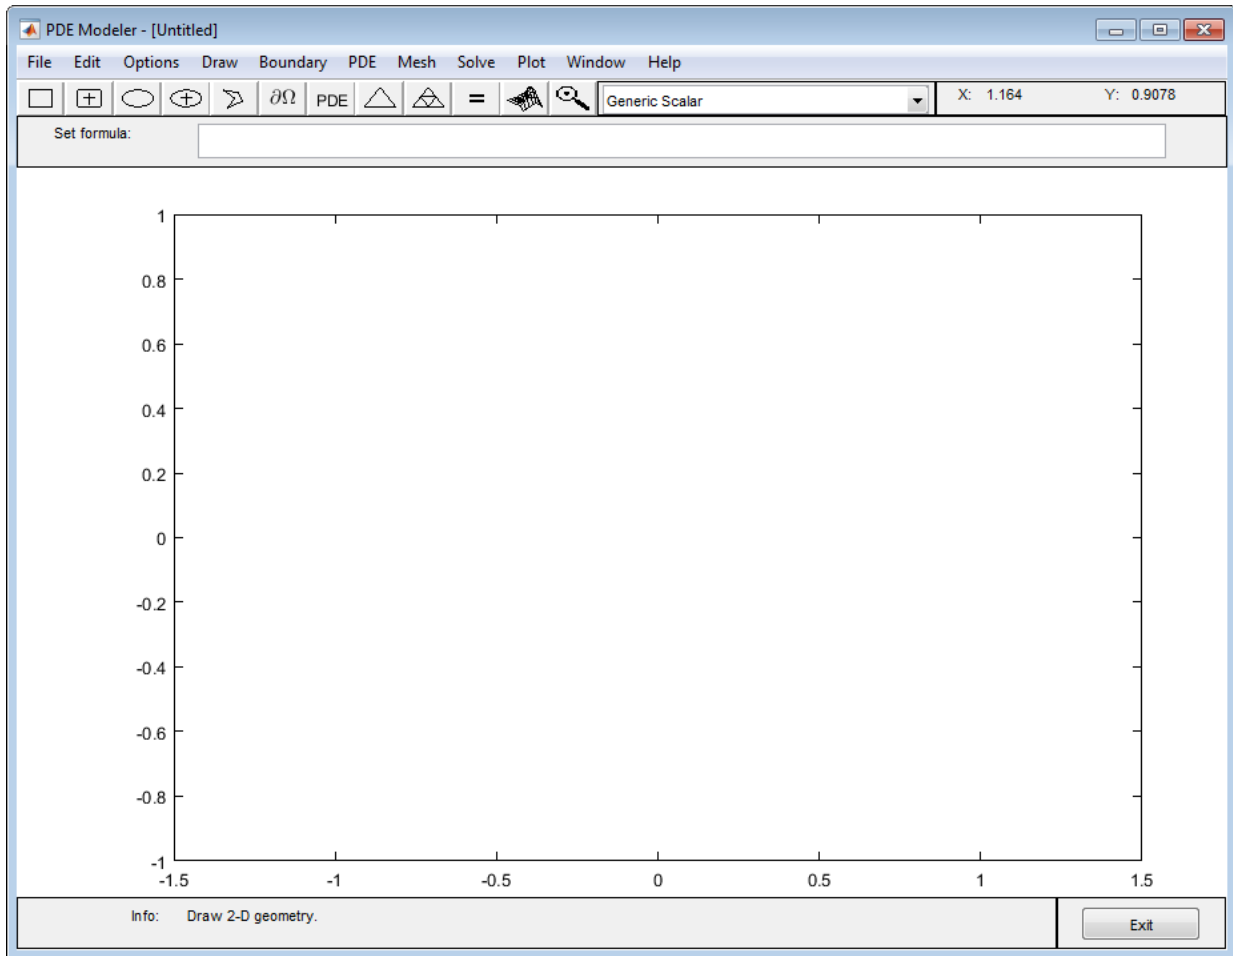 PDE Modeler - [Untitled]
File Edit Options Draw Boundary PDE Mesh Solve Plot Window Help
∂Ω PDE = Generic Scalar X: 1.164 Y: 0.9078
Set formula:
1
0.8
0.6
0.4
0.2
0
-0.2
-0.4
-0.6
-0.8
-1
-1.5 -1 -0.5 0 0.5 1 1.5
Info: Draw 2-D geometry. Exit